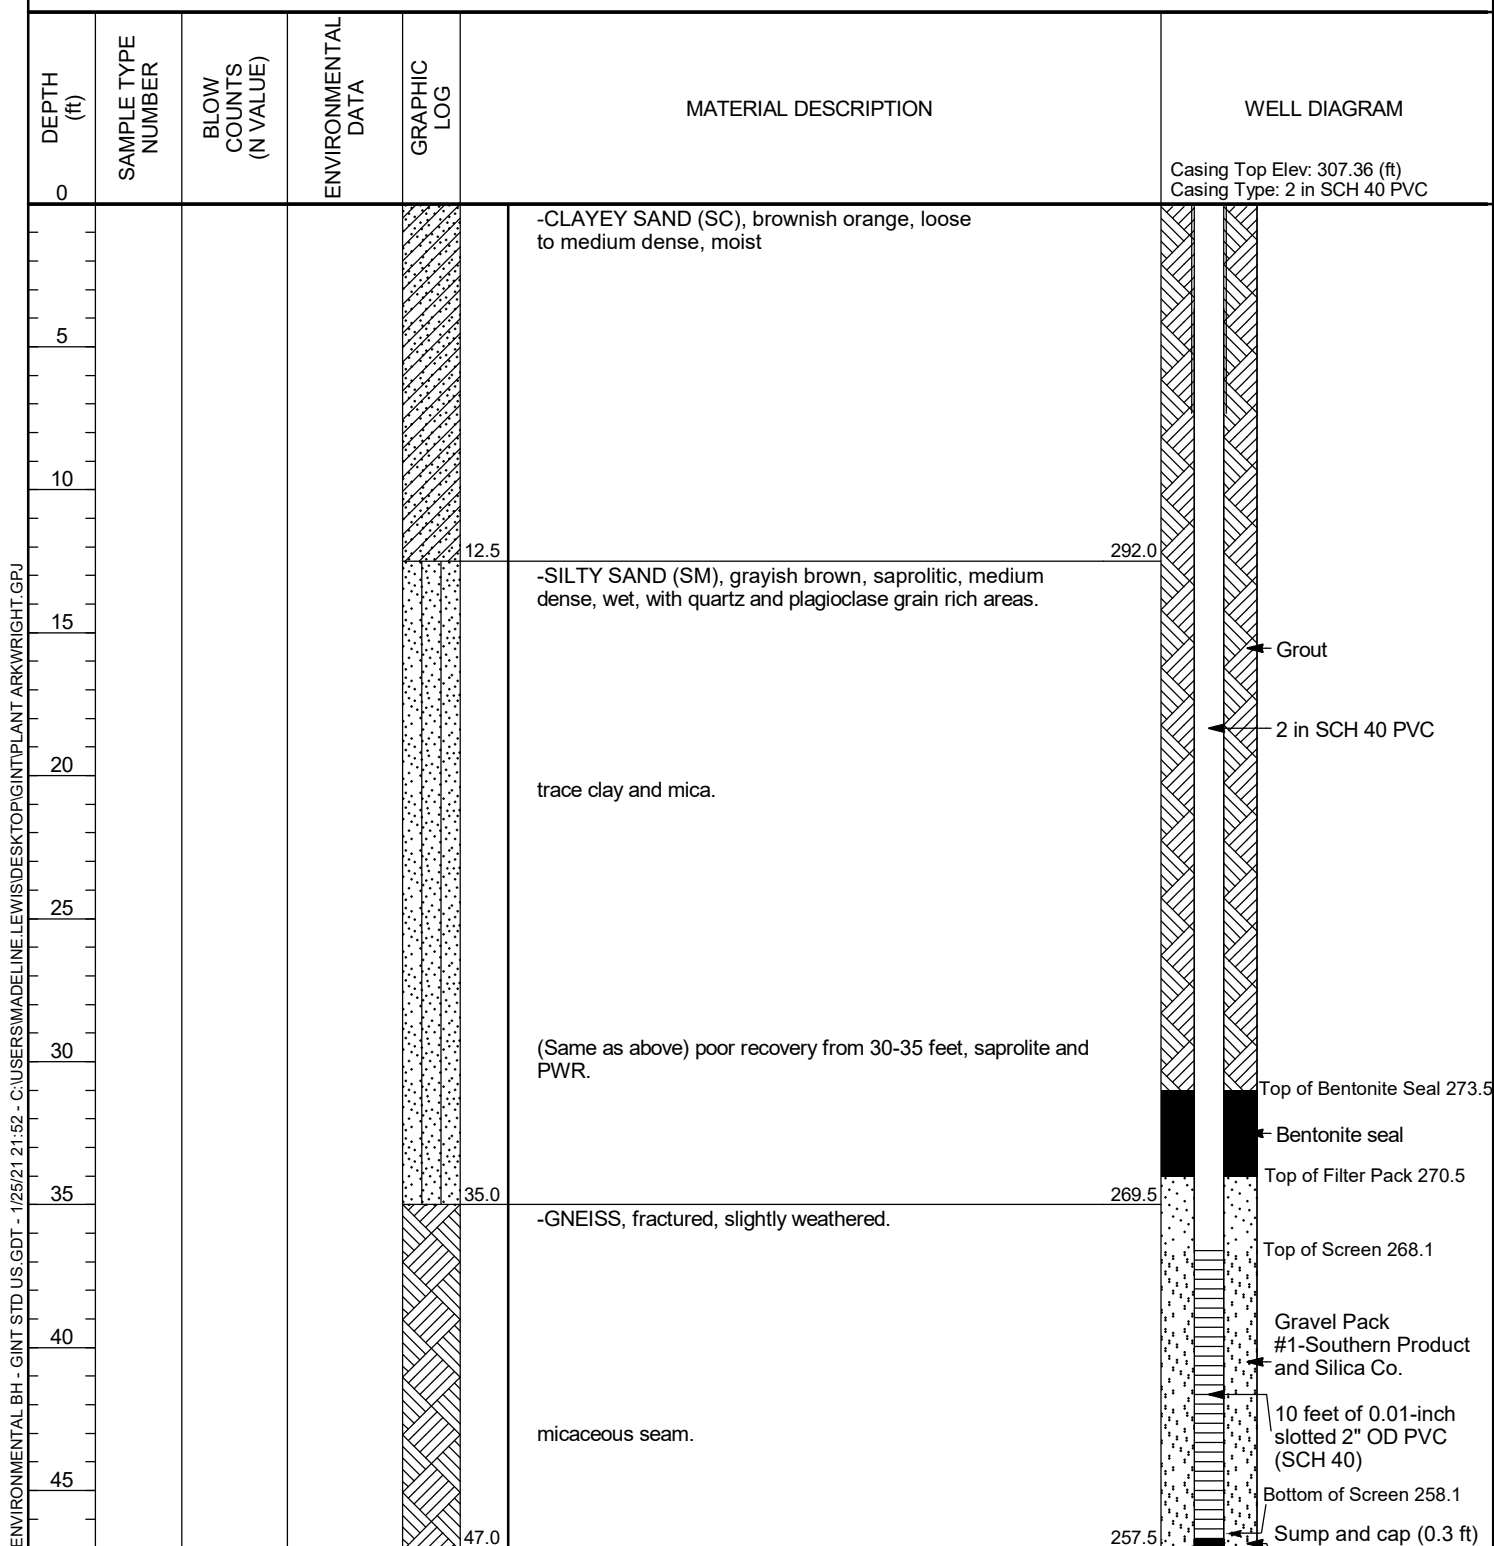 DEPTH
(ft)
0
SAMPLE TYPE
NUMBER
BLOW
COUNTS
(N VALUE)
ENVIRONMENTAL
DATA
GRAPHIC
LOG
MATERIAL DESCRIPTION
WELL DIAGRAM
Casing Top Elev: 307.36 (ft)
Casing Type: 2 in SCH 40 PVC
-CLAYEY SAND (SC), brownish orange, loose
to medium dense, moist
5
10
12.5
292.0
-SILTY SAND (SM), grayish brown, saprolitic, medium
dense, wet, with quartz and plagioclase grain rich areas.
15
Grout
2 in SCH 40 PVC
20
trace clay and mica.
25
30
(Same as above) poor recovery from 30-35 feet, saprolite and
PWR.
Top of Bentonite Seal 273.5
Bentonite seal
Top of Filter Pack 270.5
35
35.0
269.5
-GNEISS, fractured, slightly weathered.
Top of Screen 268.1
40
Gravel Pack
#1-Southern Product
and Silica Co.
10 feet of 0.01-inch
slotted 2" OD PVC
(SCH 40)
micaceous seam.
45
Bottom of Screen 258.1
47.0
257.5
Sump and cap (0.3 ft)
ENVIRONMENTAL BH - GINT STD US.GDT - 1/25/21 21:52 - C:\USERS\MADELINE.LEWIS\DESKTOP\GINT\PLANT ARKWRIGHT.GPJ